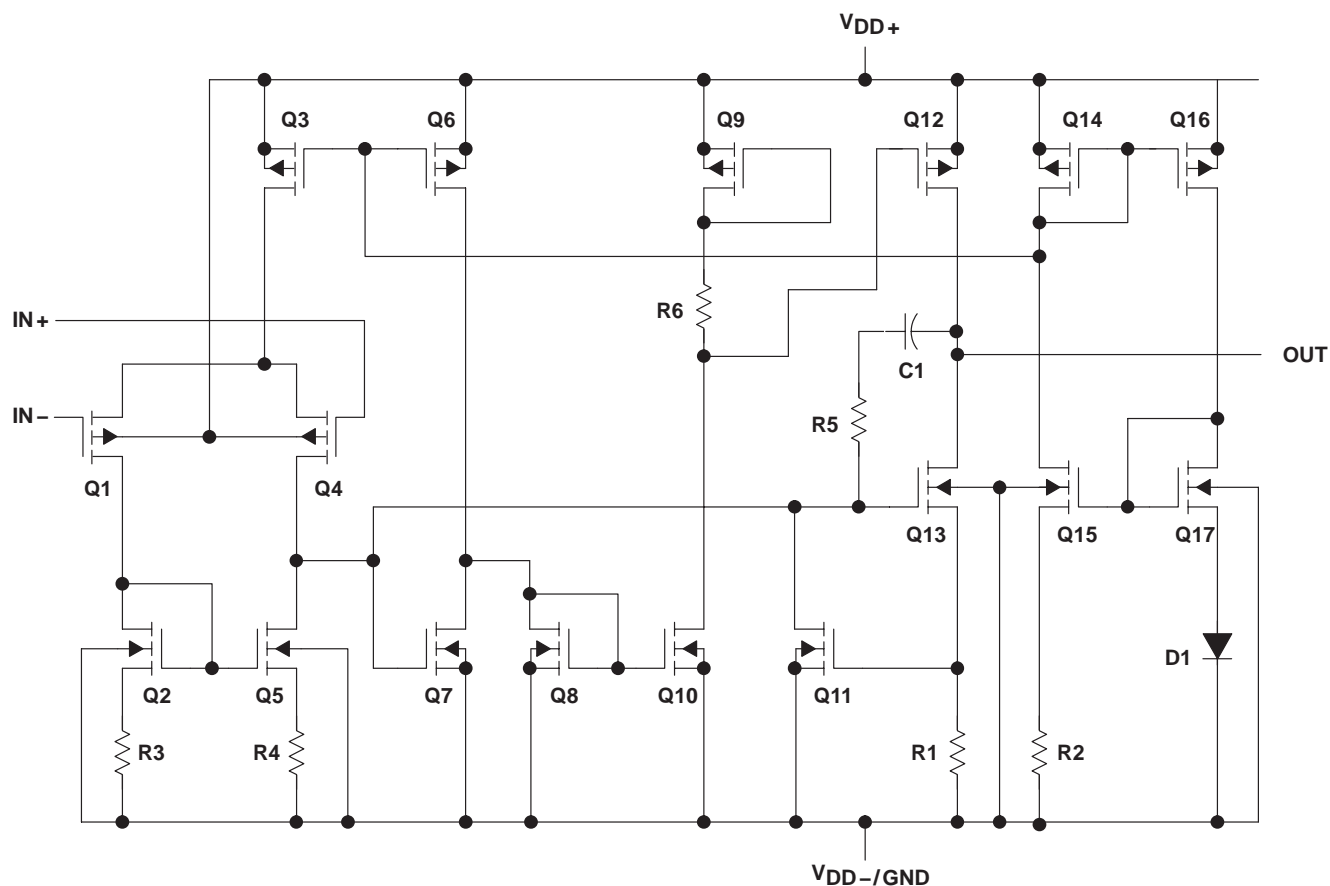 VDD+
Q3
Q6
Q9
Q12
Q14
Q16
R6
IN+
C1
OUT
IN−
R5
Q1
Q4
Q13
Q15
Q17
D1
Q2
Q5
Q7
Q8
Q10
Q11
R3
R4
R1
R2
VDD−/GND